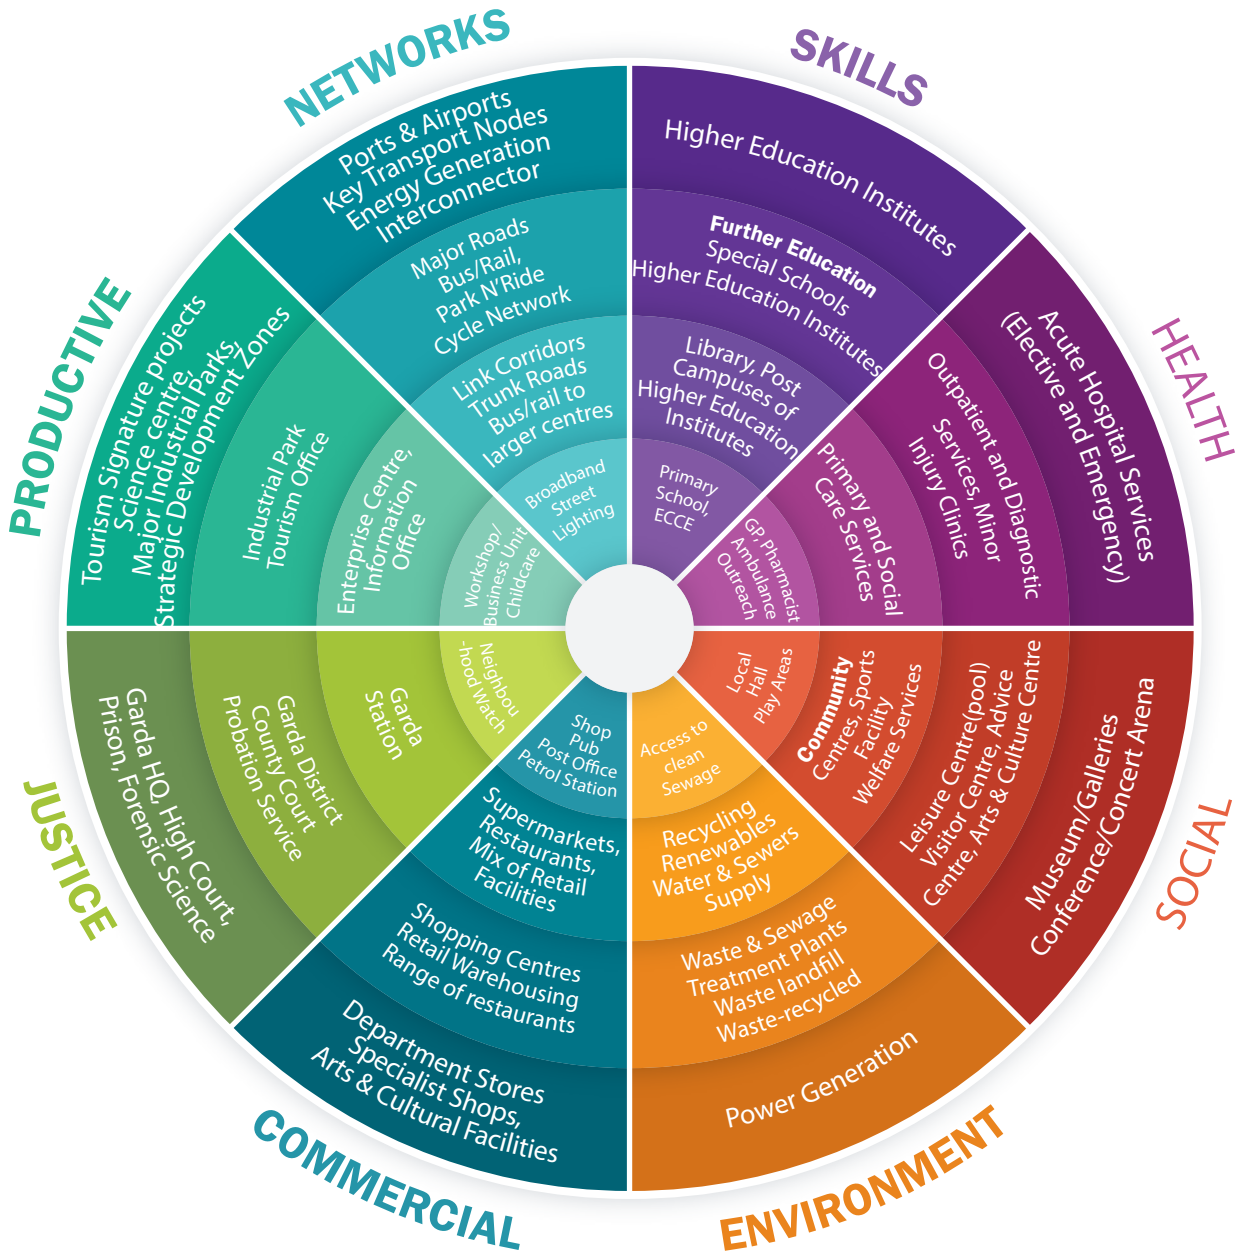 NETWORKS
Ports & Airports
Key Transport Nodes
Energy Generation
Interconnector
Major Roads
Bus/Rail,
Park N'Ride
Cycle Network
Link Corridors
Trunk Roads
Bus/rail to
larger centres
Broadband
Street
Lighting
SKILLS
Higher Education Institutes
Further Education
Special Schools
Higher Education Institutes
Library, Post
Campuses of
Higher Education
Institutes
Primary
School,
ECCE
HEALTH
Acute Hospital Services
(Elective and Emergency)
Outpatient and Diagnostic
Services, Minor
Injury Clinics
Primary and Social
Care Services
GP Pharmacist
Ambulance
Outreach
SOCIAL
Museum/Galleries
Conference/Concert Arena
Leisure Centre(pool)
Visitor Centre, Advice
Centre, Arts & Culture Centre
Community
Centres, Sports
Facility
Welfare Services
Local
Hall
Play Areas
ENVIRONMENT
Access to
clean
Sewage
Recycling
Renewables
Water & Sewers
Supply
Waste & Sewage
Treatment Plants
Waste landfill
Waste-recycled
Power Generation
COMMERCIAL
Shop
Pub
Post Office
Petrol Station
Supermarkets,
Restaurants,
Mix of Retail
Facilities
Shopping Centres
Retail Warehousing
Range of restaurants
Department Stores
Specialist Shops,
Arts & Cultural Facilities
JUSTICE
Garda HQ, High Court,
Prison, Forensic Science
Garda District
County Court
Probation Service
Garda
Station
Neighbou
-hood Watch
PRODUCTIVE
Tourism Signature projects
Science centre,
Major Industrial Parks,
Strategic Development Zones
Industrial Park
Tourism Office
Enterprise Centre,
Information
Office
Workshop/
Business Unit
Childcare